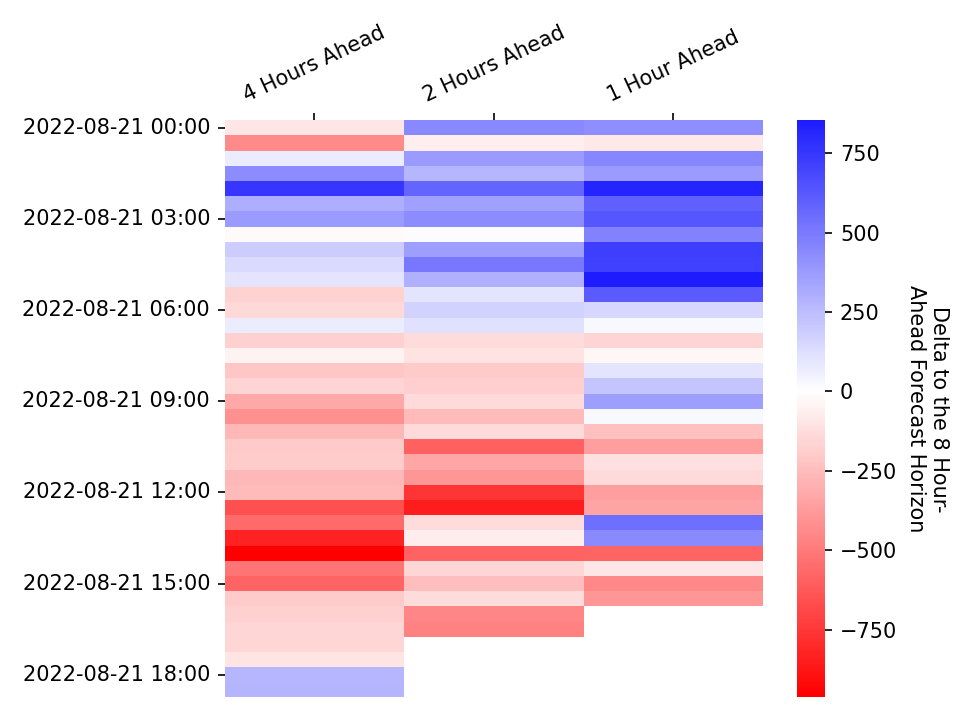 4 Hours Ahead
2 Hours Ahead
1 Hour Ahead
2022-08-21 00:00
2022-08-21 03:00
2022-08-21 06:00
2022-08-21 09:00
2022-08-21 12:00
2022-08-21 15:00
2022-08-21 18:00
750
500
250
0
−250
−500
−750
Delta to the 8 Hour-
Ahead Forecast Horizon